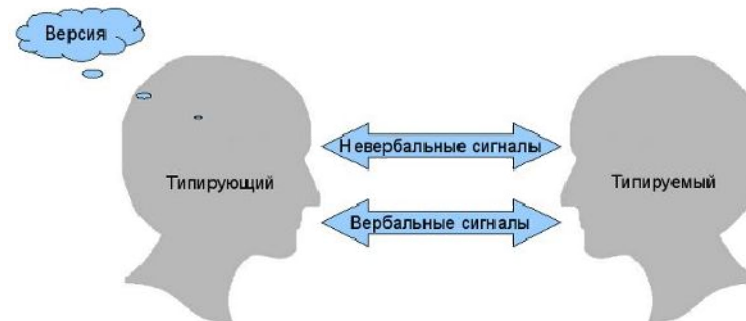 Версия
Невербальные сигналы
Типирующий
Типируемый
Вербальные сигналы